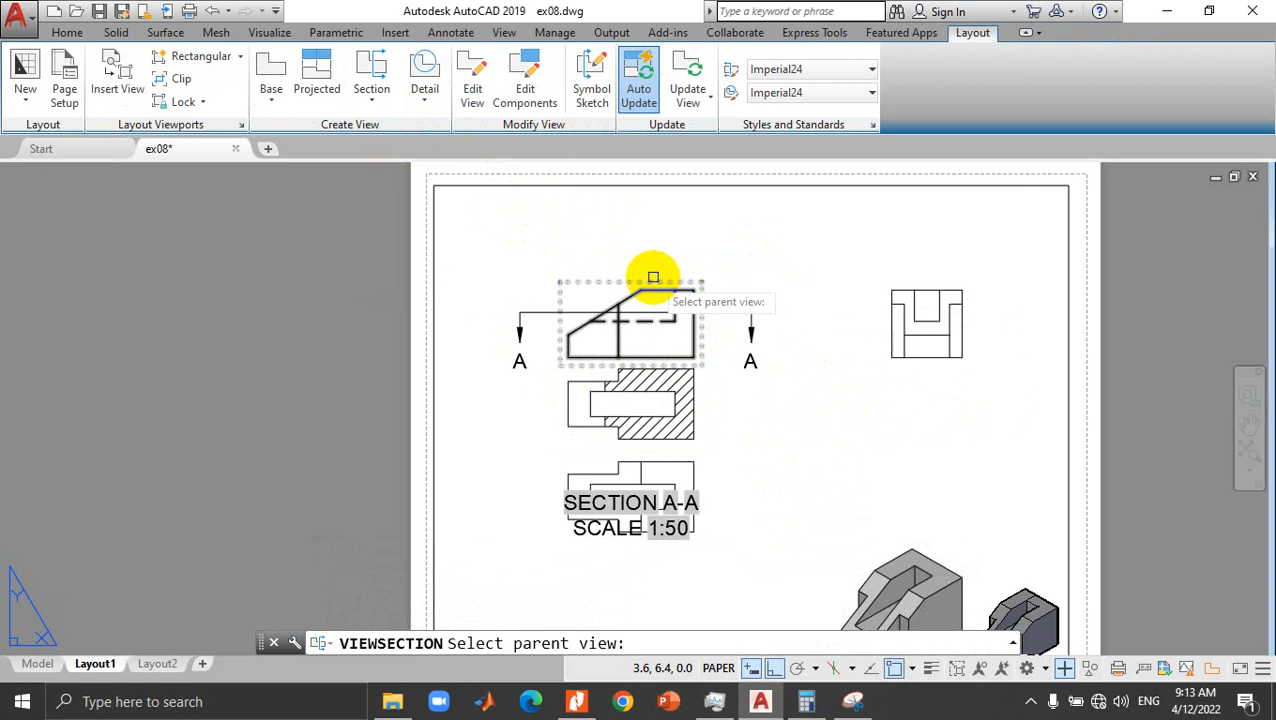 Autodesk AutoCAD 2019 ex08.dwg
Type a keyword or phrase
Sign In
Home Solid Surface Mesh Visualize Parametric Insert Annotate View Manage Output Add-ins Collaborate Express Tools Featured Apps Layout
New
Page Setup
Insert View
Rectangular
Clip
Lock
Base
Projected
Section
Detail
Edit View
Edit Components
Symbol Sketch
Auto Update
Update View
Imperial24
Imperial24
Layout
Layout Viewports
Create View
Modify View
Update
Styles and Standards
Start
ex08*
Select parent view:
A
A
SECTION A-A
SCALE 1:50
Y
X
VIEWSECTION Select parent view:
Model Layout1 Layout2
3.6, 6.4, 0.0 PAPER
Type here to search
ENG
9:13 AM
4/12/2022
1